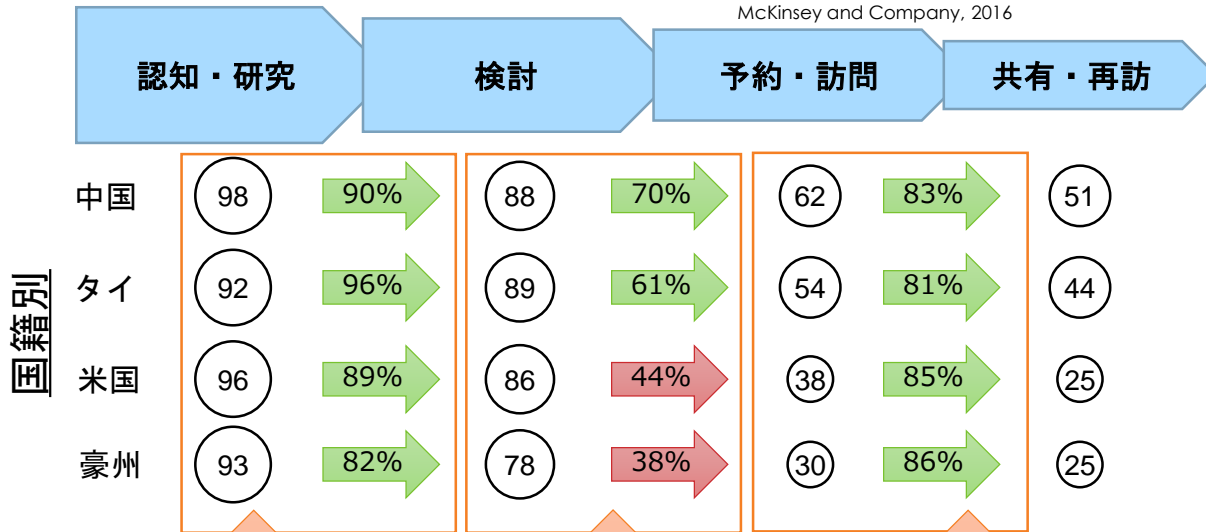 McKinsey and Company, 2016
認知・研究 検討 予約・訪問 共有・再訪
国籍別
中国 98 90% 88 70% 62 83% 51
タイ 92 96% 89 61% 54 81% 44
米国 96 89% 86 44% 38 85% 25
豪州 93 82% 78 38% 30 86% 25